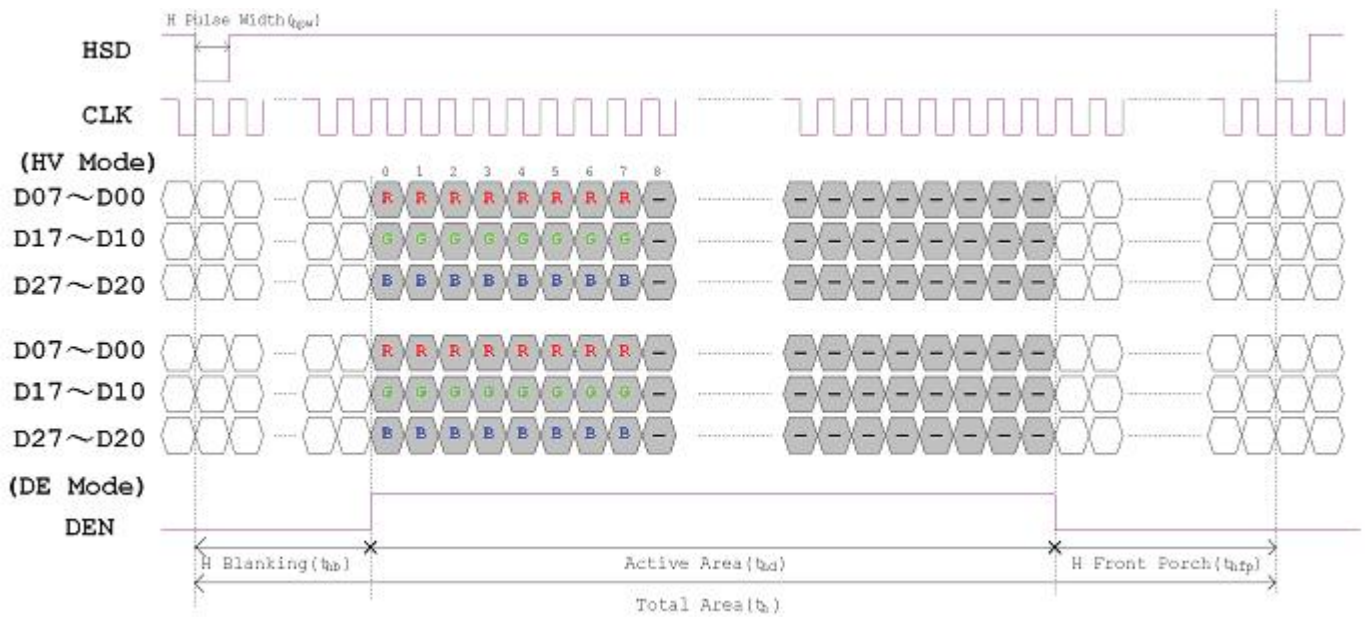 H Pulse Width(thpw)
HSD
CLK
(HV Mode)
0 1 2 3 4 5 6 7 8
D07～D00 R R R R R R R R - - - - - - - - -
D17～D10 G G G G G G G G - - - - - - - - -
D27～D20 B B B B B B B B - - - - - - - - -
D07～D00 R R R R R R R R - - - - - - - - -
D17～D10 G G G G G G G G - - - - - - - - -
D27～D20 B B B B B B B B - - - - - - - - -
(DE Mode)
DEN
H Blanking(thb) Active Area(thd) H Front Porch(thfp)
Total Area(th)